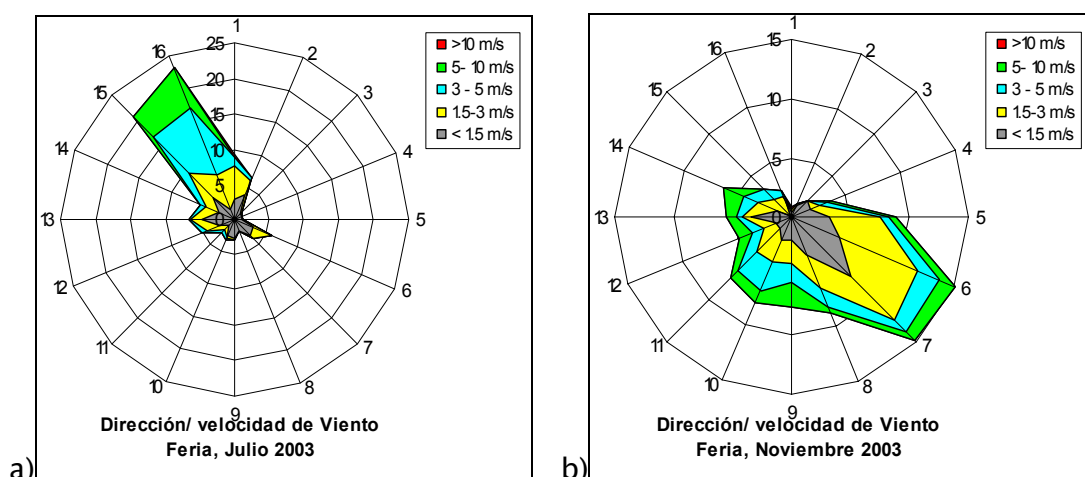 1
2
3
4
5
6
7
8
9
10
11
12
13
14
15
16
25
20
15
10
5
0
>10 m/s
5- 10 m/s
3 - 5 m/s
1.5-3 m/s
< 1.5 m/s
Dirección/ velocidad de Viento
Feria, Julio 2003
a)
1
2
3
4
5
6
7
8
9
10
11
12
13
14
15
16
15
10
5
0
>10 m/s
5- 10 m/s
3 - 5 m/s
1.5-3 m/s
< 1.5 m/s
Dirección/ velocidad de Viento
Feria, Noviembre 2003
b)